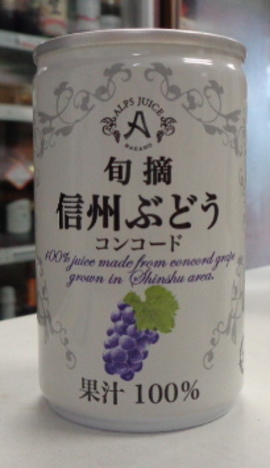 ALPS JUICE
A
NAKANO
旬摘
信州ぶどう
コンコード
100% juice made from concord grape
grown in Shinshu area.
果汁 100%